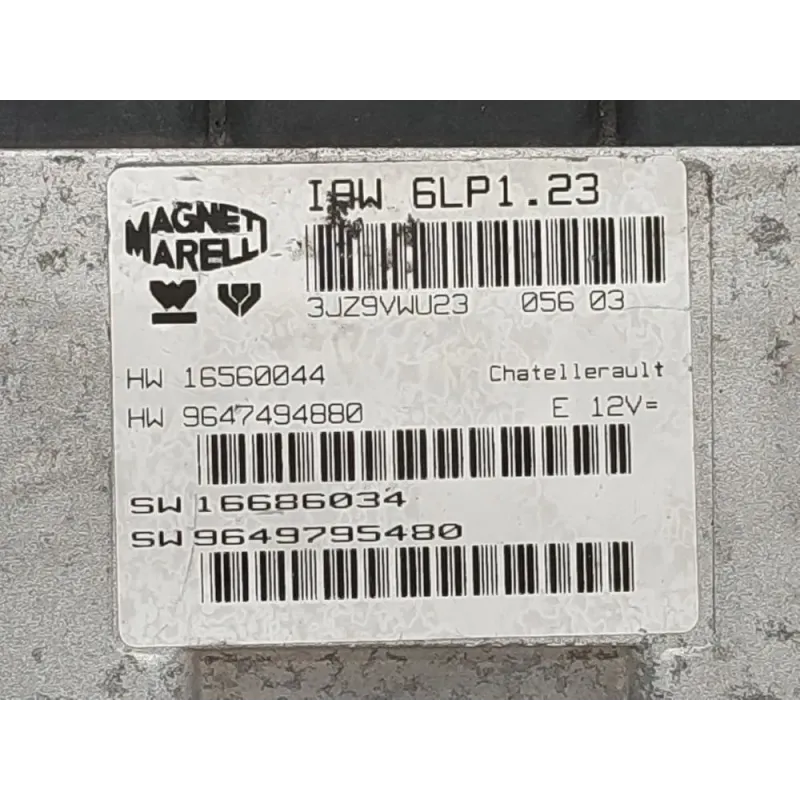 MAGNETI
MARELLI
IAW 6LP1.23
3JZ9VWU23 056 03
HW 16560044 Chatellerault
HW 9647494880 E 12V=
SW 16686034
SW 9649795480